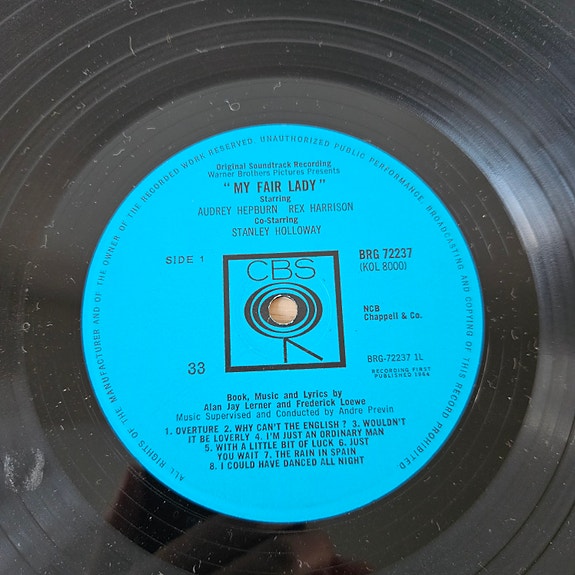 ALL RIGHTS OF THE MANUFACTURER AND OF THE OWNER OF THE RECORDED WORK RESERVED. UNAUTHORIZED PUBLIC PERFORMANCE, BROADCASTING AND COPYING OF THIS RECORD PROHIBITED
Original Soundtrack Recording
Warner Brothers Pictures Presents
"MY FAIR LADY"
Starring
AUDREY HEPBURN REX HARRISON
Co-Starring
STANLEY HOLLOWAY
SIDE 1
CBS
BRG 72237
(KOL 8000)
NCB
Chappell & Co.
33
BRG-72237 1L
RECORDING FIRST
PUBLISHED 1964
Book, Music and Lyrics by
Alan Jay Lerner and Frederick Loewe
Music Supervised and Conducted by Andre Previn
1. OVERTURE 2. WHY CAN'T THE ENGLISH? 3. WOULDN'T
IT BE LOVERLY 4. I'M JUST AN ORDINARY MAN
5. WITH A LITTLE BIT OF LUCK 6. JUST
YOU WAIT 7. THE RAIN IN SPAIN
8. I COULD HAVE DANCED ALL NIGHT